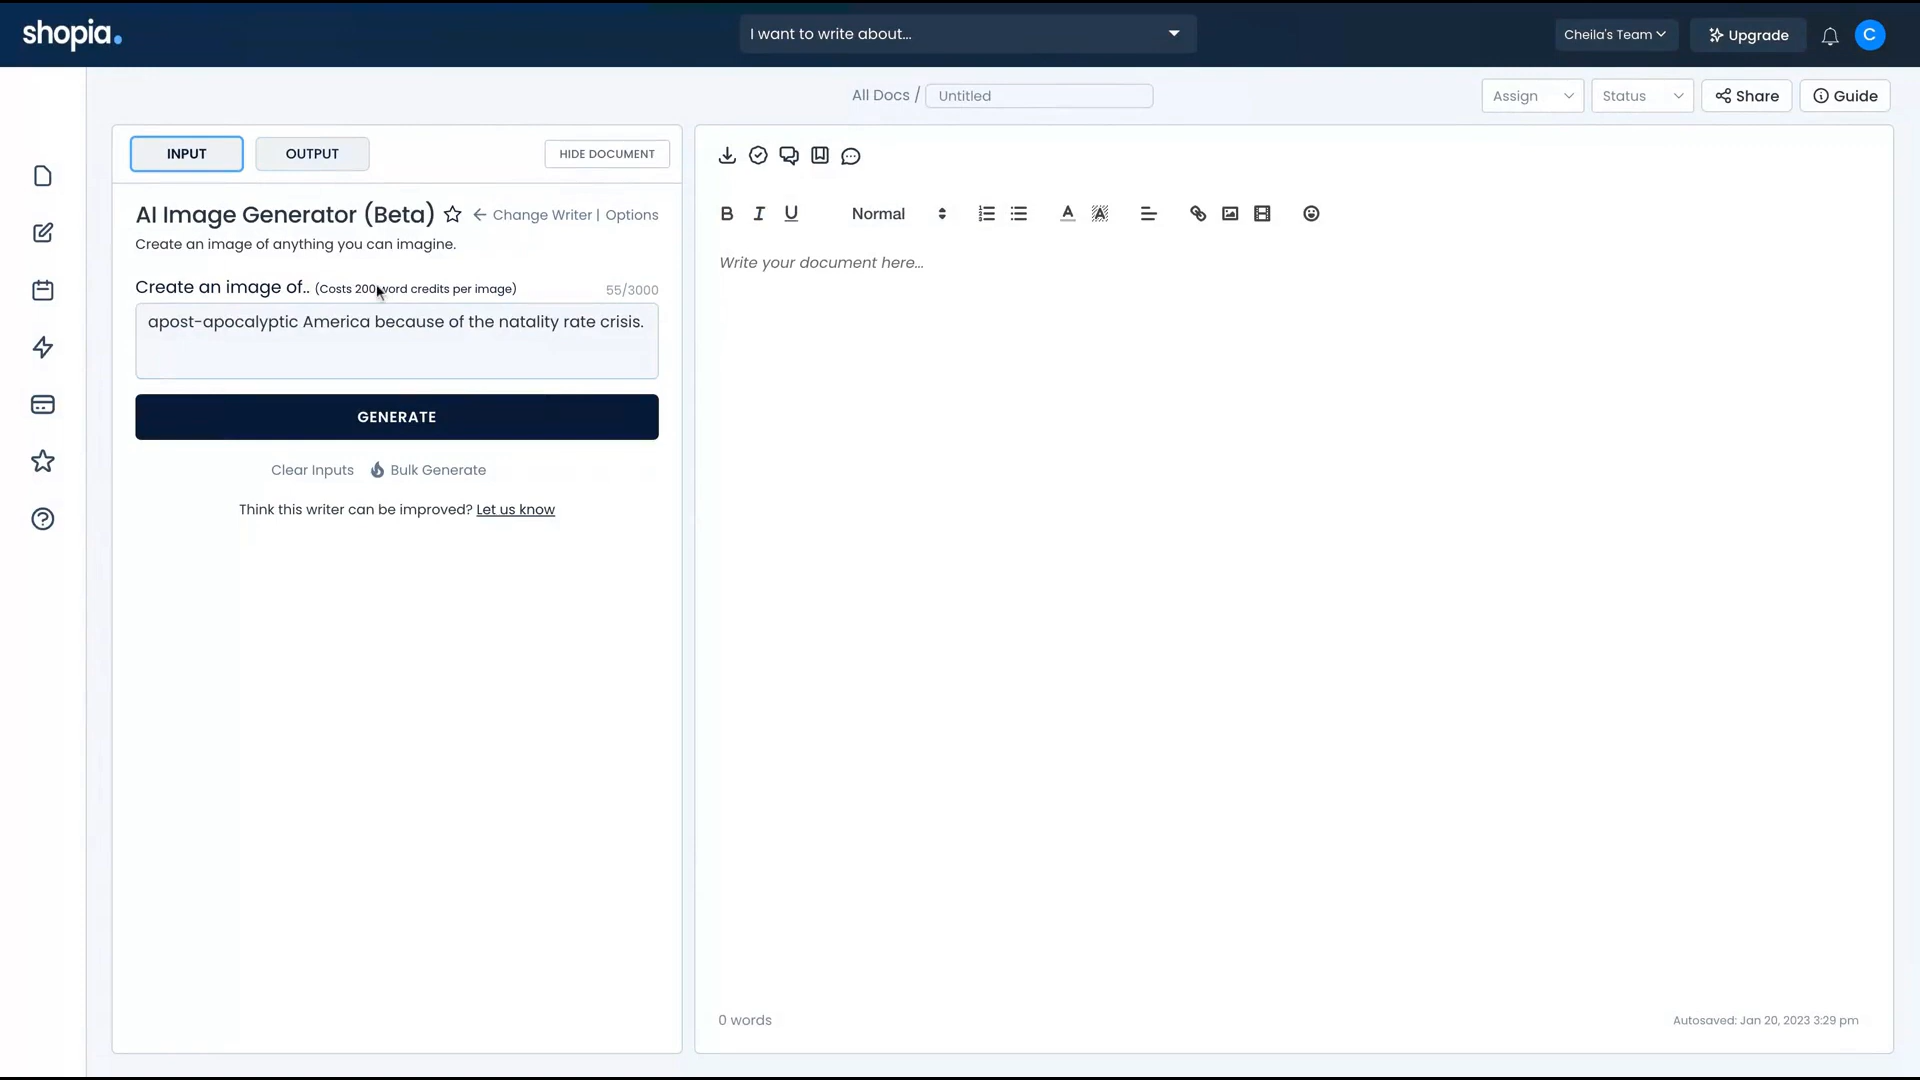 shopia.
I want to write about...
Cheila's Team
Upgrade
C
All Docs / Untitled
Assign
Status
Share
Guide
INPUT
OUTPUT
HIDE DOCUMENT
AI Image Generator (Beta)
Change Writer | Options
Create an image of anything you can imagine.
Create an image of.. (Costs 200 word credits per image)
55/3000
apost-apocalyptic America because of the natality rate crisis.
GENERATE
Clear Inputs
Bulk Generate
Think this writer can be improved? Let us know
B I U
Normal
A
A
Write your document here...
0 words
Autosaved: Jan 20, 2023 3:29 pm